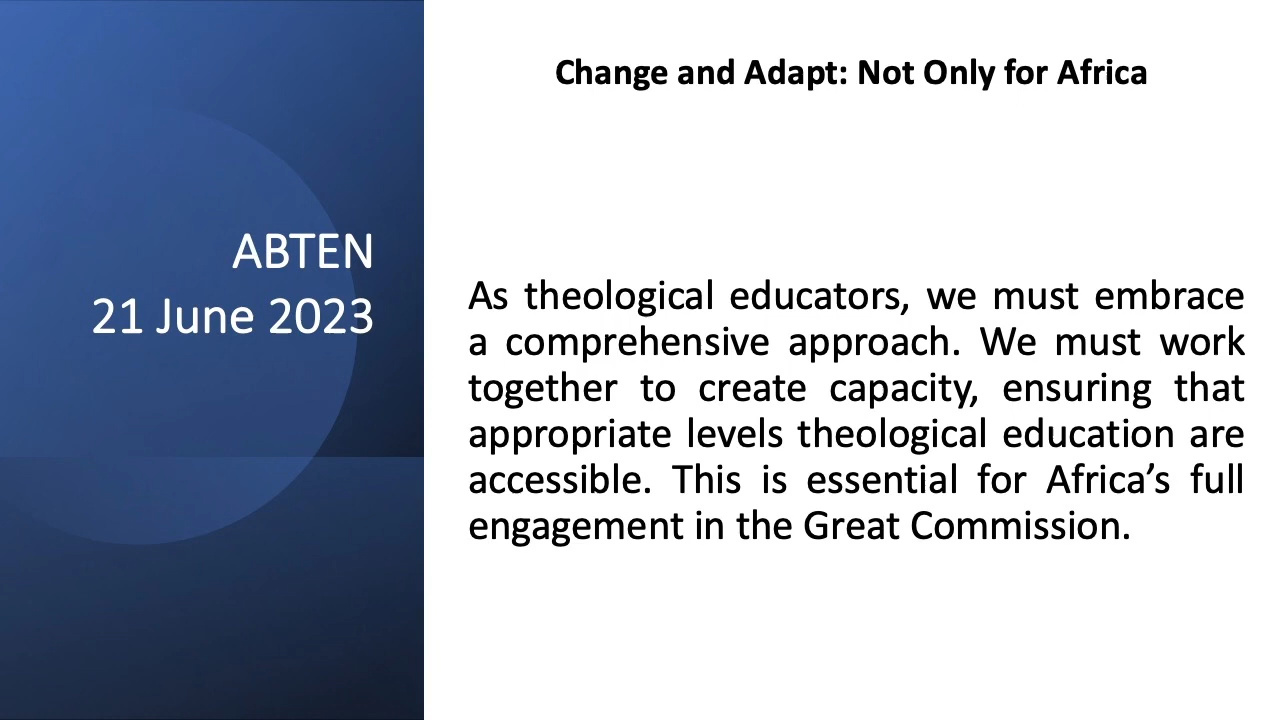 ABTEN
21 June 2023
Change and Adapt: Not Only for Africa
As theological educators, we must embrace
a comprehensive approach. We must work
together to create capacity, ensuring that
appropriate levels theological education are
accessible. This is essential for Africa’s full
engagement in the Great Commission.